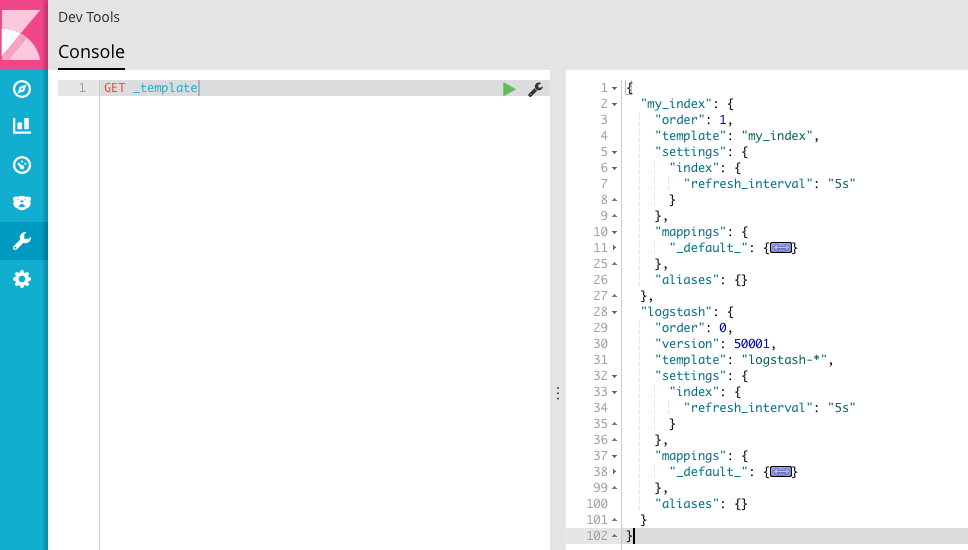 Dev Tools
Console
1 GET _template
1 {
2 "my_index": {
3 "order": 1,
4 "template": "my_index",
5 "settings": {
6 "index": {
7 "refresh_interval": "5s"
8 }
9 },
10 "mappings": {
11 "_default_": {}
25 },
26 "aliases": {}
27 },
28 "logstash": {
29 "order": 0,
30 "version": 50001,
31 "template": "logstash-*",
32 "settings": {
33 "index": {
34 "refresh_interval": "5s"
35 }
36 },
37 "mappings": {
38 "_default_": {}
99 },
100 "aliases": {}
101 }
102 }